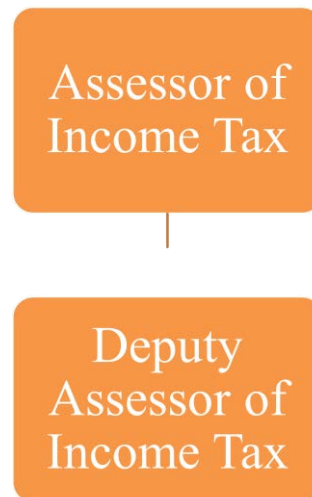 Assessor of
Income Tax
Deputy
Assessor of
Income Tax